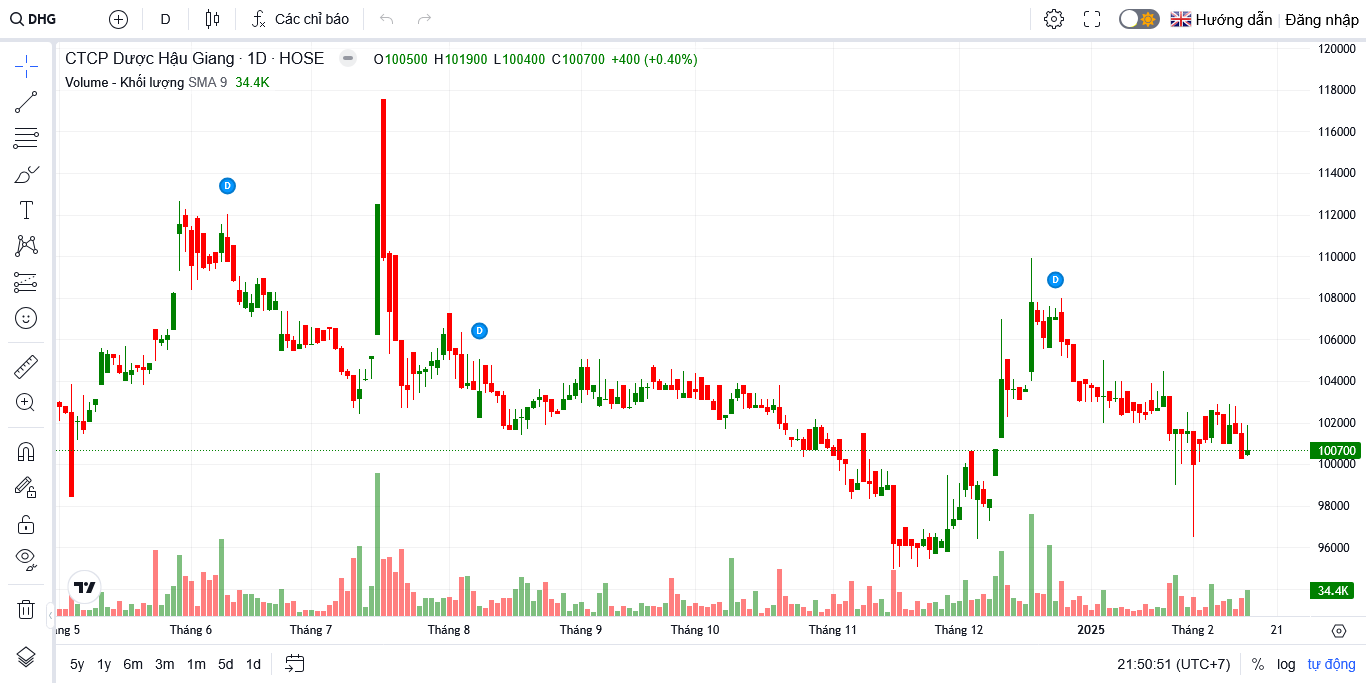 DHG D Các chỉ báo Hướng dẫn Đăng nhập
CTCP Dược Hậu Giang · 1D · HOSE O100500 H101900 L100400 C100700 +400 (+0.40%)
Volume - Khối lượng SMA 9 34.4K
120000
118000
116000
114000
D
112000
110000
D
108000
D
106000
104000
102000
100700
100000
98000
96000
34.4K
ng 5 Tháng 6 Tháng 7 Tháng 8 Tháng 9 Tháng 10 Tháng 11 Tháng 12 2025 Tháng 2 21
5y 1y 6m 3m 1m 5d 1d 21:50:51 (UTC+7) % log tự động